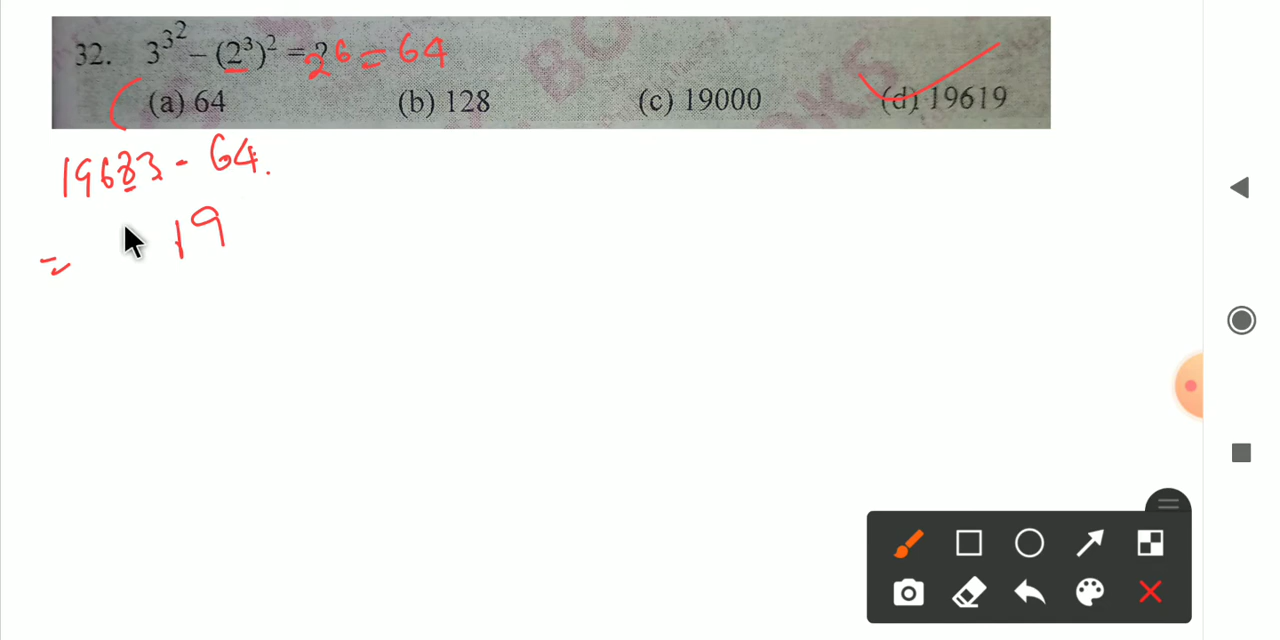 32. 3^3^2 – (2^3)^2 = ? 2^6 = 64
(a) 64 (b) 128 (c) 19000 (d) 19619
19683 - 64.
= 19